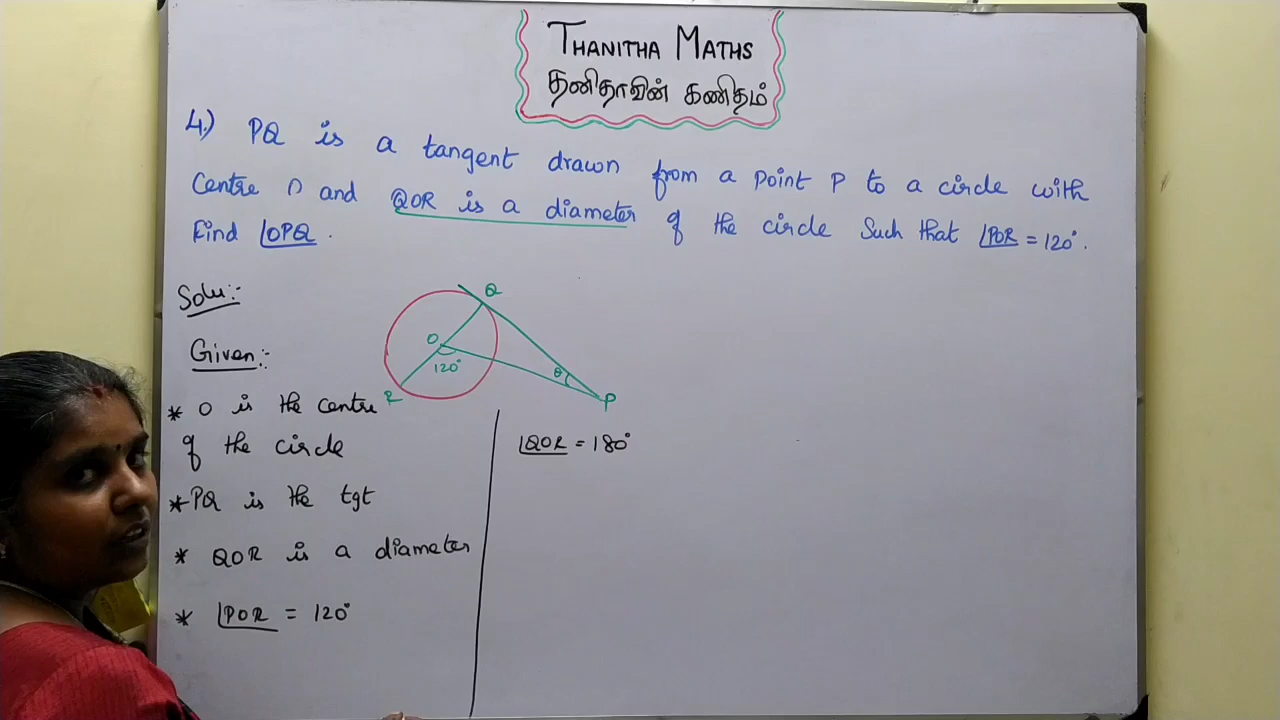 THANITHA MATHS
தனிதாவின் கணிதம்
4.) PQ is a tangent drawn from a point P to a circle with
Centre O and QOR is a diameter of the circle such that ∠POR = 120°.
Find ∠OPQ.
Solu:-
Given:-
* O is the centre
of the circle
* PQ is the tgt
* QOR is a diameter
* ∠POR = 120°
Q
O
120°
θ
R
P
∠QOR = 180°